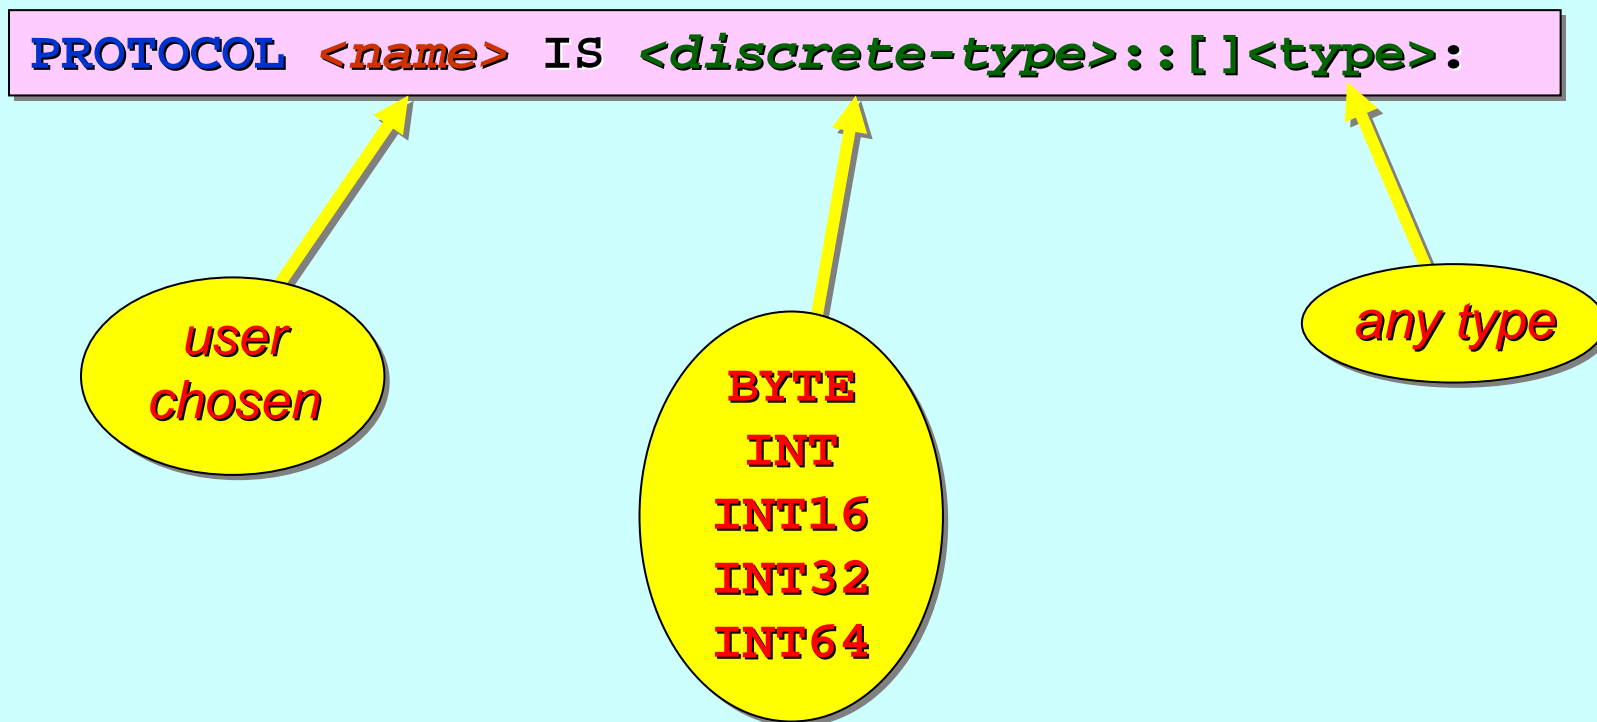 PROTOCOL <name> IS <discrete-type>::[]<type>:
user
chosen
BYTE
INT
INT16
INT32
INT64
any type